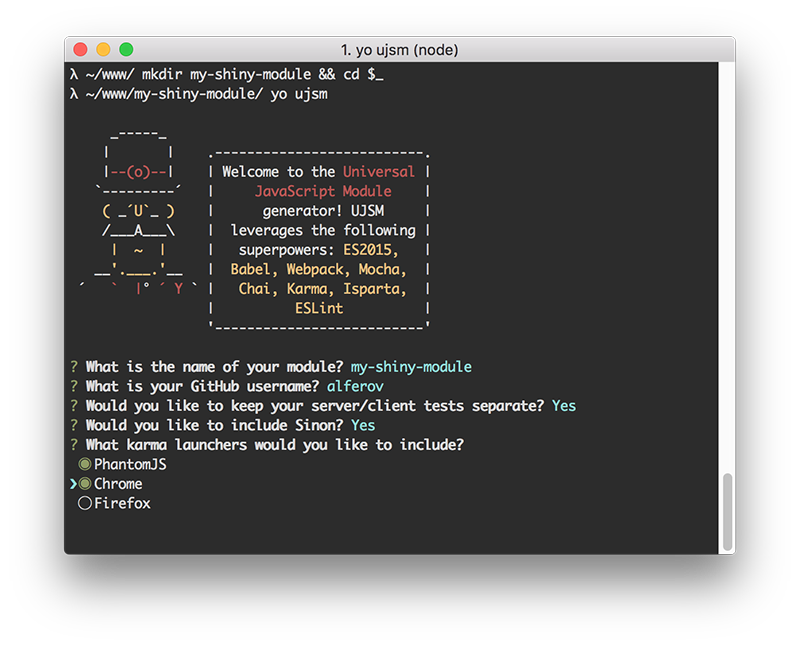 1. yo ujsm (node)
λ ~/www/ mkdir my-shiny-module && cd $_
λ ~/www/my-shiny-module/ yo ujsm
     _-----_
    |       |    .--------------------------.
    |--(o)--|    | Welcome to the Universal |
   `---------´   |     JavaScript Module    |
    ( _´U`_ )    |      generator! UJSM     |
    /___A___\    |  leverages the following |
     |  ~  |     |   superpowers: ES2015,   |
   __'.___.'__   |  Babel, Webpack, Mocha,  |
 ´   `  |° ´ Y ` |   Chai, Karma, Isparta,  |
                 |          ESLint          |
                 '--------------------------'
? What is the name of your module? my-shiny-module
? What is your GitHub username? alferov
? Would you like to keep your server/client tests separate? Yes
? Would you like to include Sinon? Yes
? What karma launchers would you like to include?
 ◉ PhantomJS
❯◉ Chrome
 ◯ Firefox